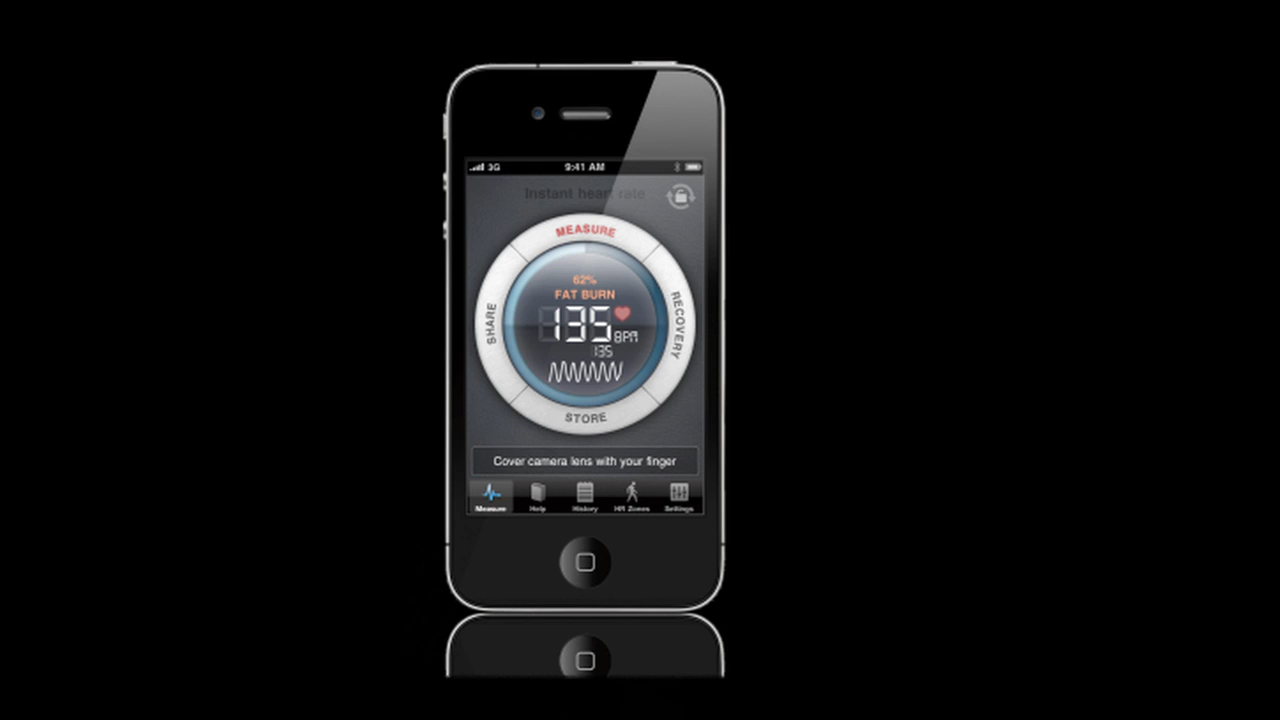 3G 9:41 AM
Instant heart rate
MEASURE
62%
FAT BURN
135
BPM
135
SHARE
RECOVERY
STORE
Cover camera lens with your finger
Measure Help History HR Zones Settings